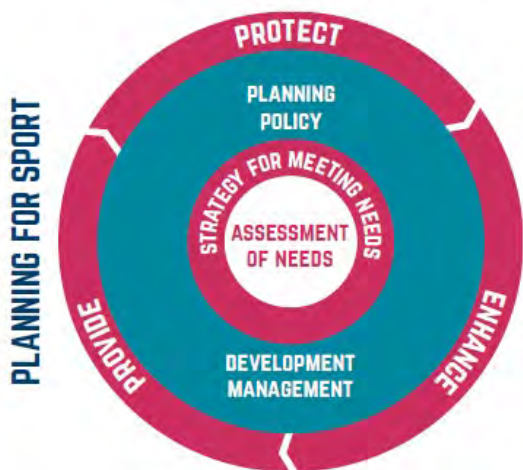 PLANNING FOR SPORT
PROTECT
PLANNING
POLICY
STRATEGY FOR MEETING NEEDS
ASSESSMENT
OF NEEDS
DEVELOPMENT
MANAGEMENT
ENHANCE
PROVIDE